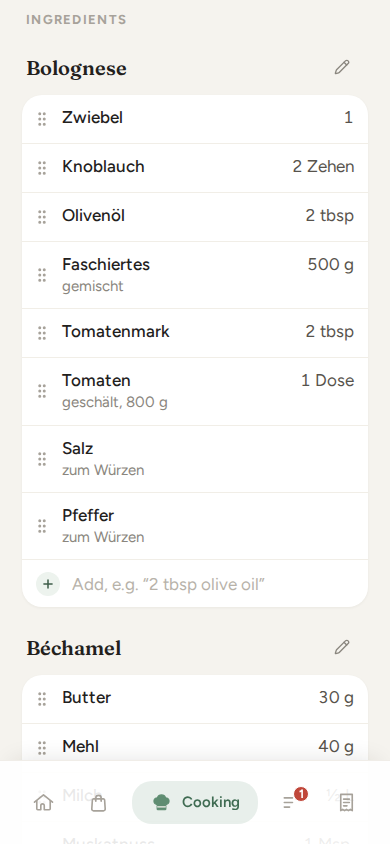 INGREDIENTS
Bolognese
Zwiebel 1
Knoblauch 2 Zehen
Olivenöl 2 tbsp
Faschiertes 500 g
gemischt
Tomatenmark 2 tbsp
Tomaten 1 Dose
geschält, 800 g
Salz
zum Würzen
Pfeffer
zum Würzen
Add, e.g. “2 tbsp olive oil”
Béchamel
Butter 30 g
Mehl 40 g
Milch
Cooking
1